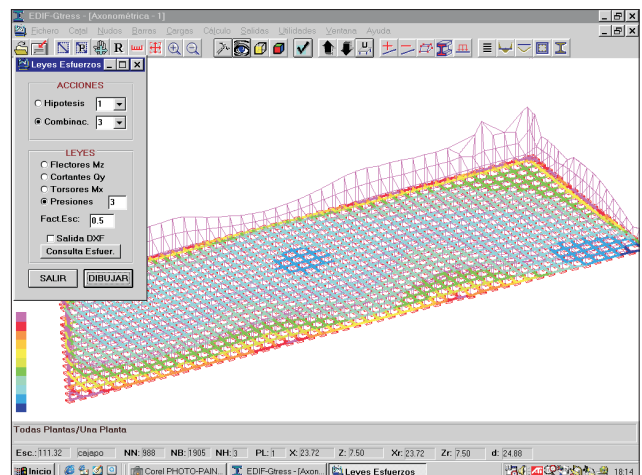 EDIF-Gtress - [Axonométrica - 1]
Fichero Catal Nudos Barras Cargas Cálculo Salidas Utilidades Ventana Ayuda
R
Leyes Esfuerzos
ACCIONES
Hipotesis 1
Combinac. 3
LEYES
Flectores Mz
Cortantes Qy
Torsores Mx
Presiones 3
Fact.Esc: 0.5
Salida DXF
Consulta Esfuer.
SALIR DIBUJAR
Todas Plantas/Una Planta
Esc.:111.32 cajapo NN: 988 NB: 1905 NH: 3 PL: 1 X: 23.72 Z: 7.50 Xr: 23.72 Zr: 7.50 d: 24.88
Inicio Corel PHOTO-PAIN... EDIF-Gtress - [Axon... Leyes Esfuerzos 18:14